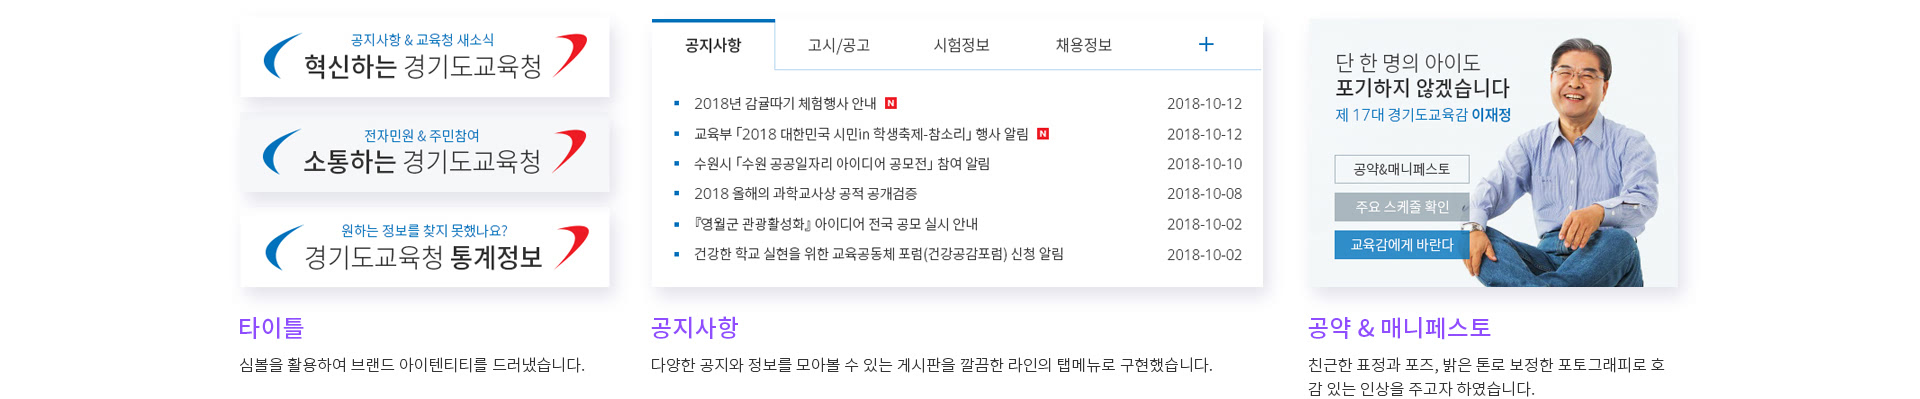 공지사항 & 교육청 새소식
혁신하는 경기도교육청
전자민원 & 주민참여
소통하는 경기도교육청
원하는 정보를 찾지 못했나요?
경기도교육청 통계정보
타이틀
심볼을 활용하여 브랜드 아이텐티티를 드러냈습니다.
공지사항 고시/공고 시험정보 채용정보 +
2018년 감귤따기 체험행사 안내 N 2018-10-12
교육부 ｢2018 대한민국 시민in 학생축제-참소리｣ 행사 알림 N 2018-10-12
수원시 ｢수원 공공일자리 아이디어 공모전｣ 참여 알림 2018-10-10
2018 올해의 과학교사상 공적 공개검증 2018-10-08
『영월군 관광활성화』 아이디어 전국 공모 실시 안내 2018-10-02
건강한 학교 실현을 위한 교육공동체 포럼(건강공감포럼) 신청 알림 2018-10-02
공지사항
다양한 공지와 정보를 모아볼 수 있는 게시판을 깔끔한 라인의 탭메뉴로 구현했습니다.
단 한 명의 아이도
포기하지 않겠습니다
제 17대 경기도교육감 이재정
공약&매니페스토
주요 스케줄 확인
교육감에게 바란다
공약 & 매니페스토
친근한 표정과 포즈, 밝은 톤로 보정한 포토그래피로 호
감 있는 인상을 주고자 하였습니다.